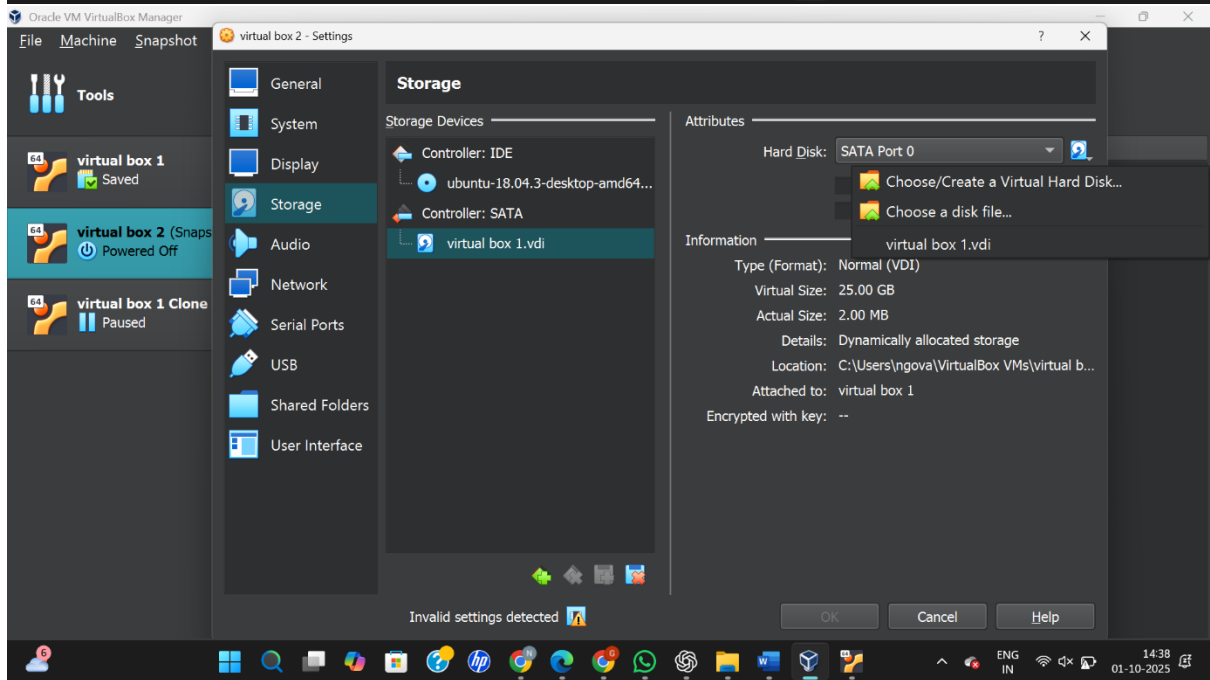 Oracle VM VirtualBox Manager
File Machine Snapshot
virtual box 2 - Settings
? ×
Tools
64
virtual box 1
Saved
64
virtual box 2 (Snaps
Powered Off
64
virtual box 1 Clone
Paused
General
System
Display
Storage
Audio
Network
Serial Ports
USB
Shared Folders
User Interface
Storage
Storage Devices
Controller: IDE
ubuntu-18.04.3-desktop-amd64...
Controller: SATA
virtual box 1.vdi
Attributes
Hard Disk: SATA Port 0
Choose/Create a Virtual Hard Disk...
Choose a disk file...
virtual box 1.vdi
Information
Type (Format): Normal (VDI)
Virtual Size: 25.00 GB
Actual Size: 2.00 MB
Details: Dynamically allocated storage
Location: C:\Users\ngova\VirtualBox VMs\virtual b...
Attached to: virtual box 1
Encrypted with key: --
Invalid settings detected
OK Cancel Help
6
hp
N
G
W
ENG
IN
14:38
01-10-2025